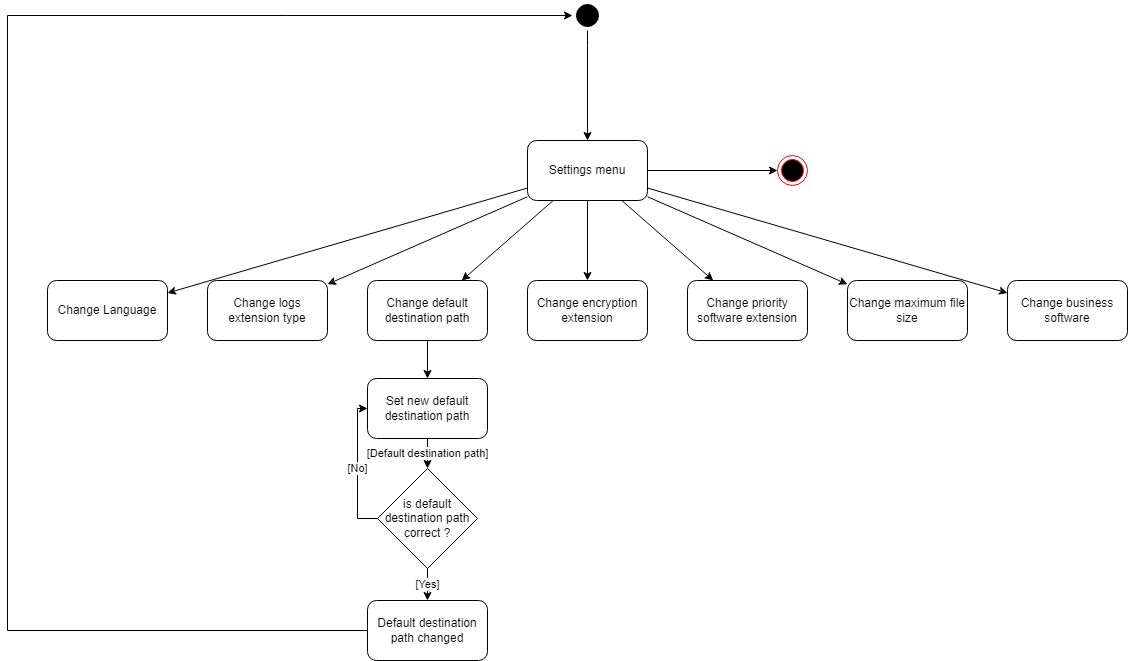 Settings menu
Change Language
Change logs
extension type
Change default
destination path
Change encryption
extension
Change priority
software extension
Change maximum file
size
Change business
software
Set new default
destination path
[Default destination path]
[No]
is default
destination path
correct ?
[Yes]
Default destination
path changed